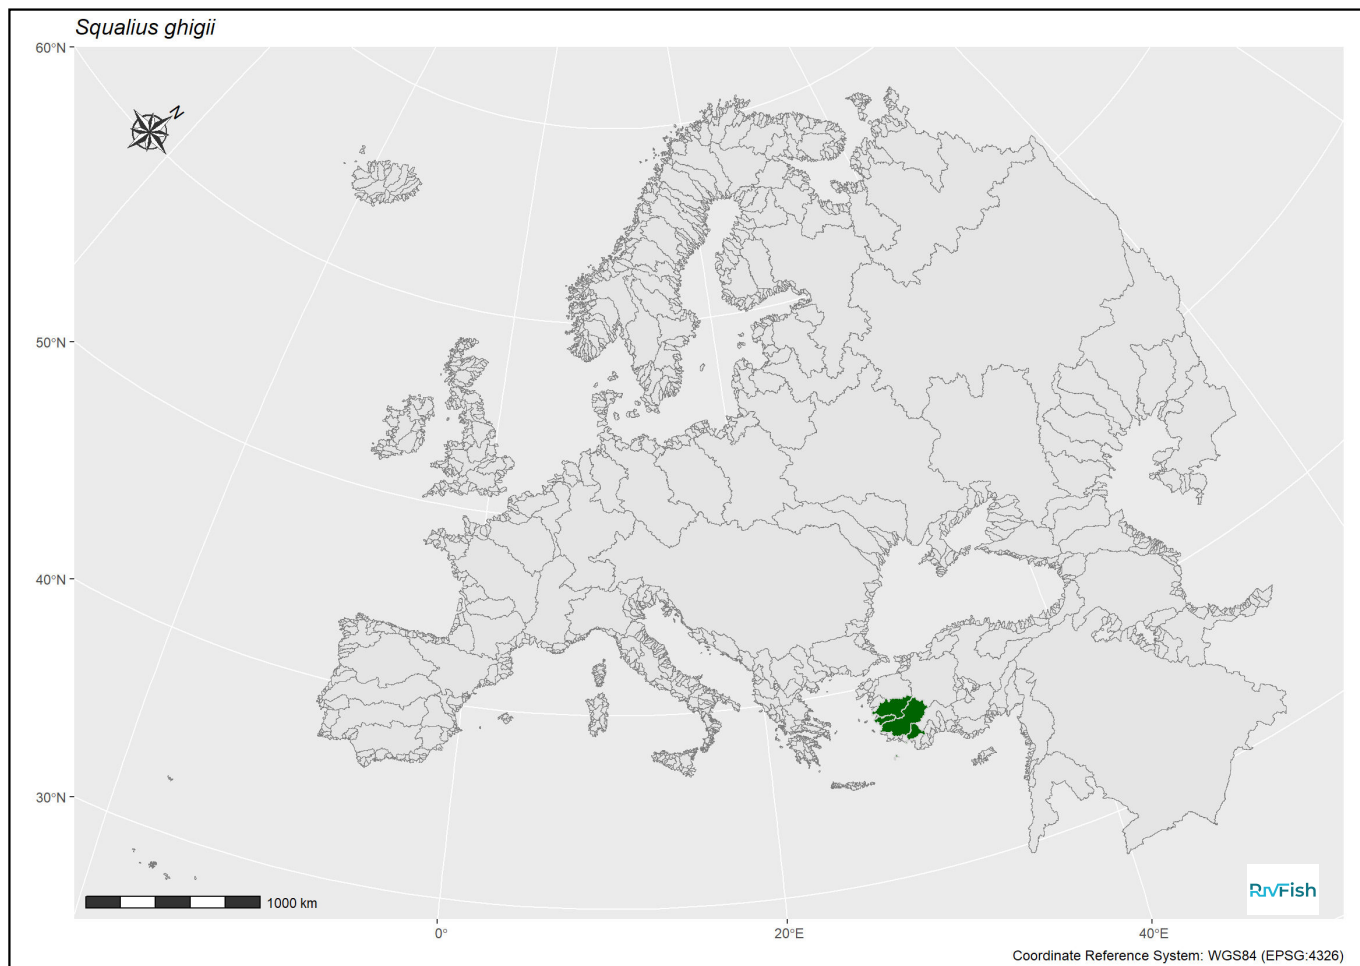 Squalius ghigii
60°N
N
50°N
40°N
30°N
1000 km
RivFish
0°
20°E
40°E
Coordinate Reference System: WGS84 (EPSG:4326)